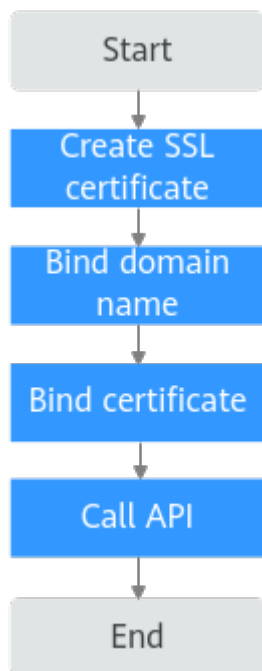 Start
Create SSL
certificate
Bind domain
name
Bind certificate
Call API
End